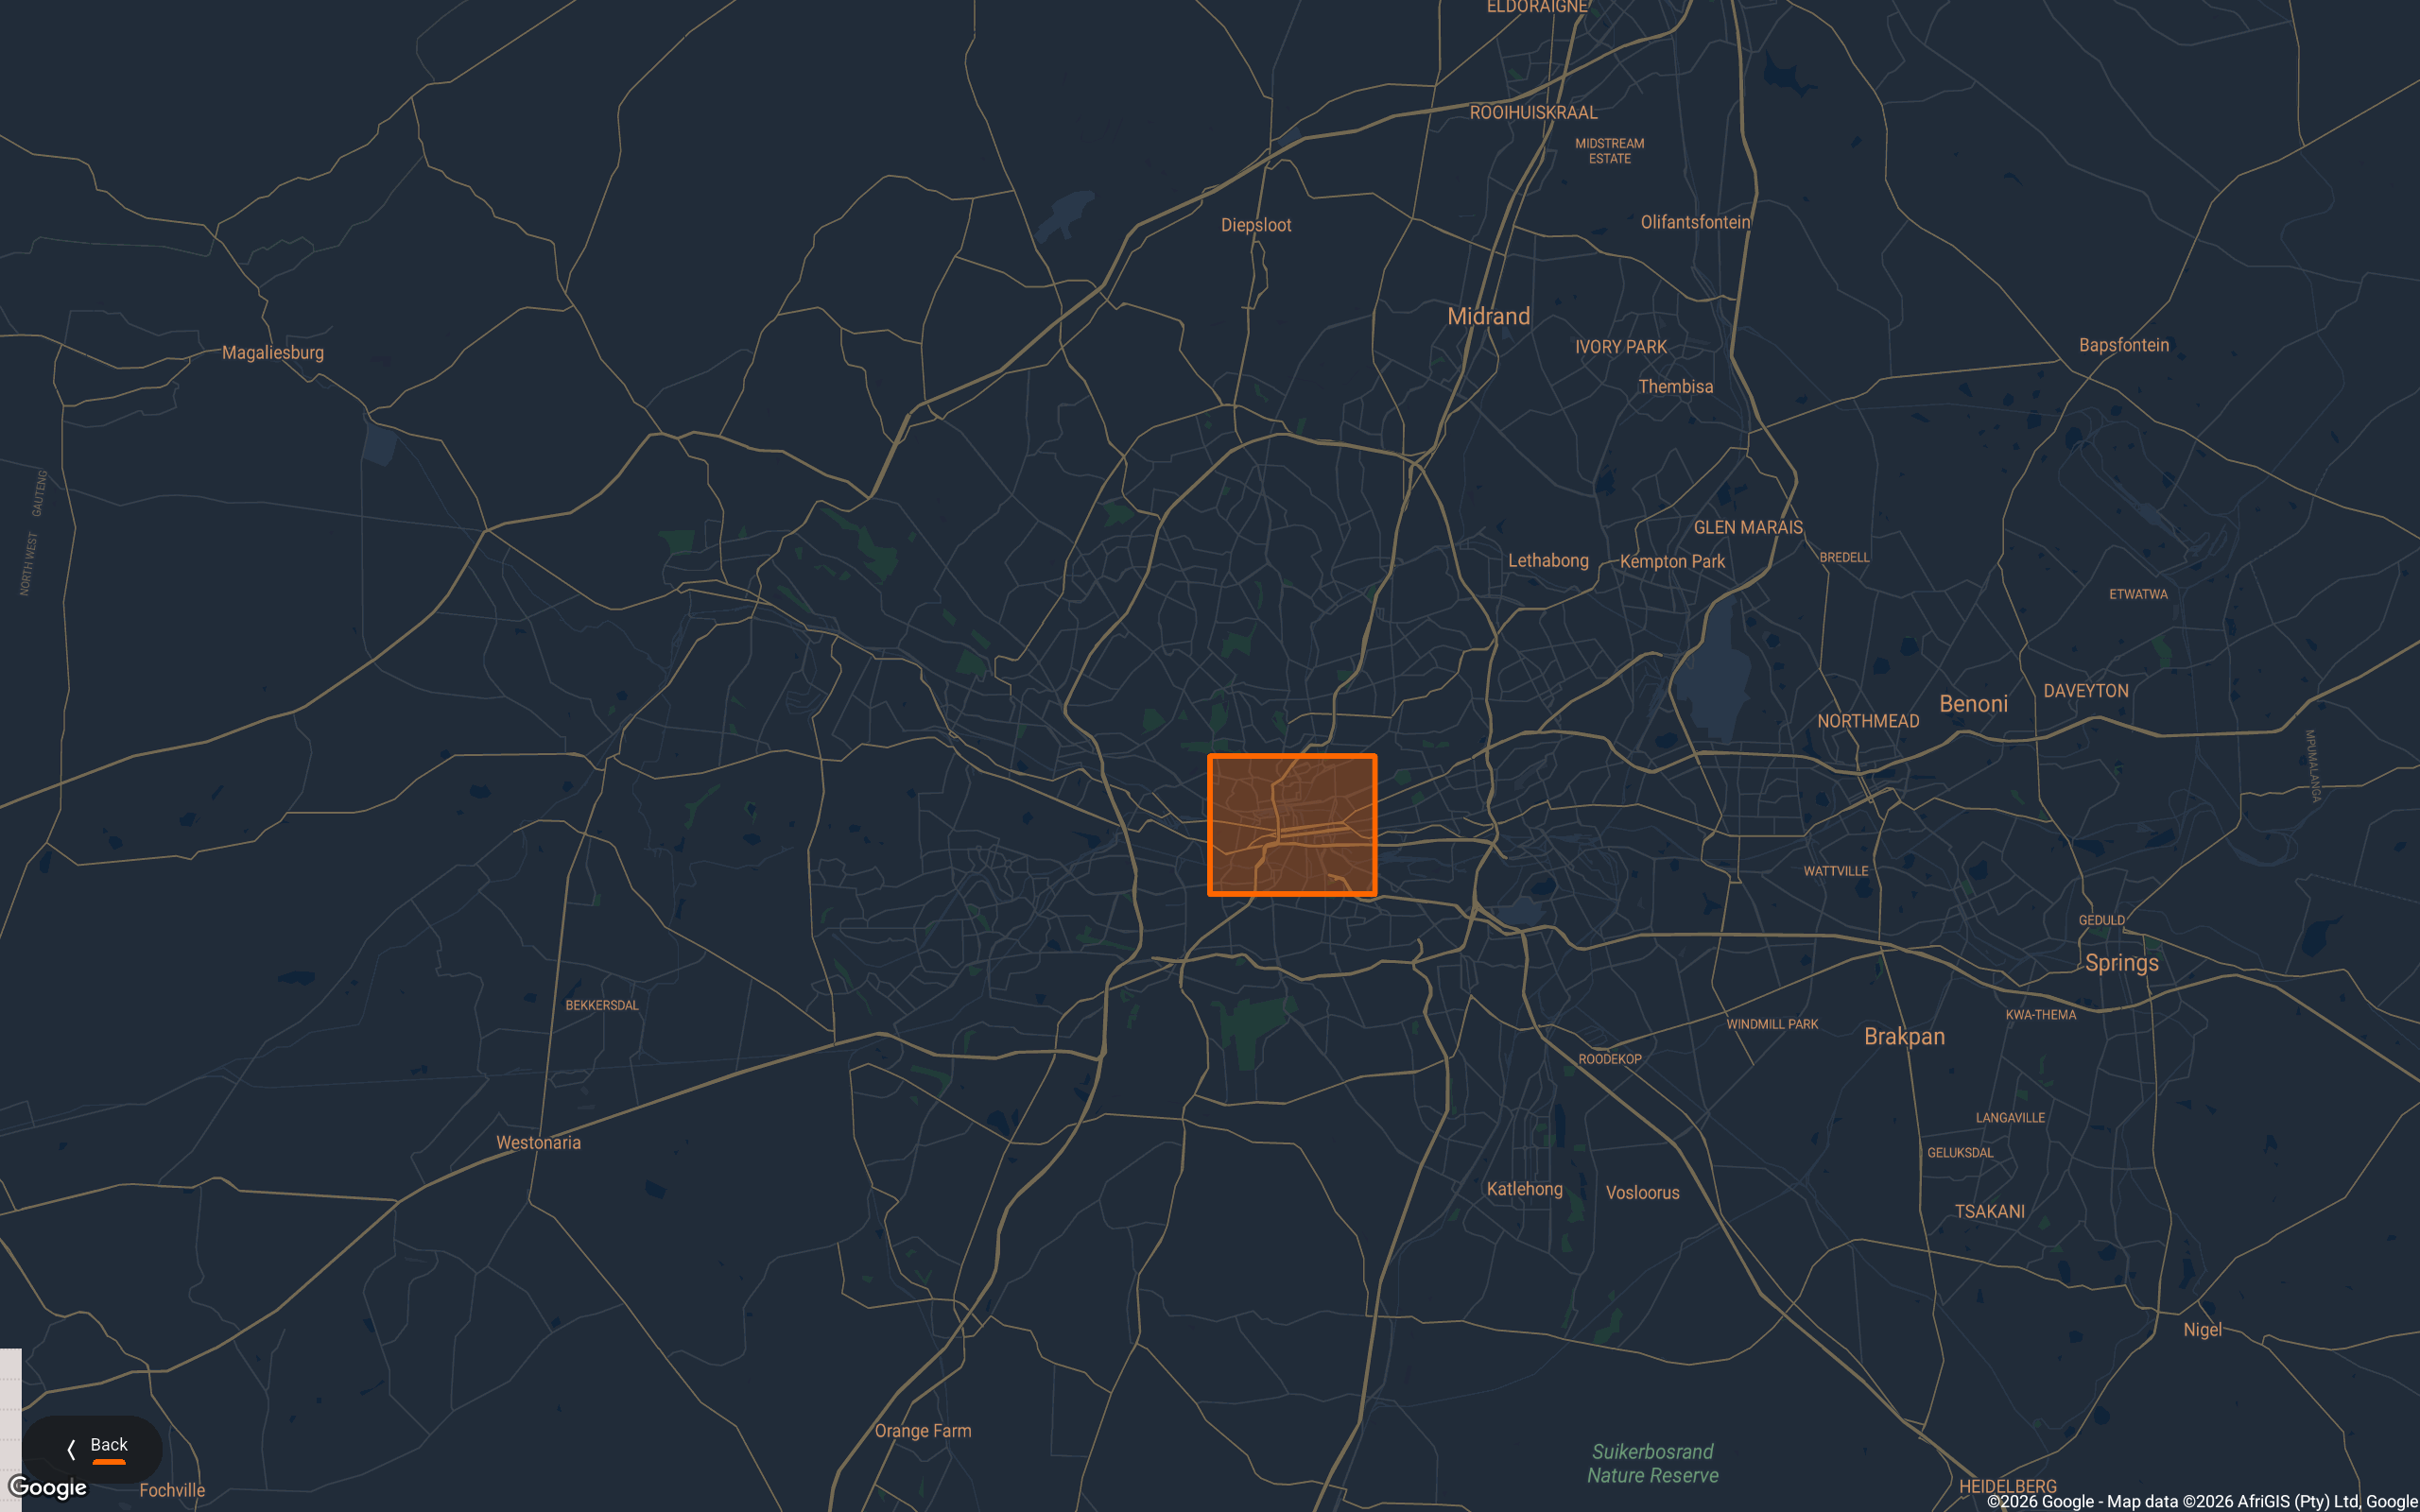 ELDORAIGNE
ROOIHUISKRAAL
MIDSTREAM
ESTATE
Diepsloot
Olifantsfontein
Midrand
IVORY PARK
Bapsfontein
Magaliesburg
Thembisa
NORTH WEST
GAUTENG
GLEN MARAIS
Lethabong
Kempton Park
BREDELL
ETWATWA
DAVEYTON
Benoni
NORTHMEAD
MPUMALANGA
WATTVILLE
GEDULD
Springs
BEKKERSDAL
KWA-THEMA
WINDMILL PARK
Brakpan
ROODEKOP
LANGAVILLE
Westonaria
GELUKSDAL
Katlehong
Vosloorus
TSAKANI
Nigel
Orange Farm
Suikerbosrand
Nature Reserve
Back
Google
Fochville
HEIDELBERG
©2026 Google - Map data ©2026 AfriGIS (Pty) Ltd, Google